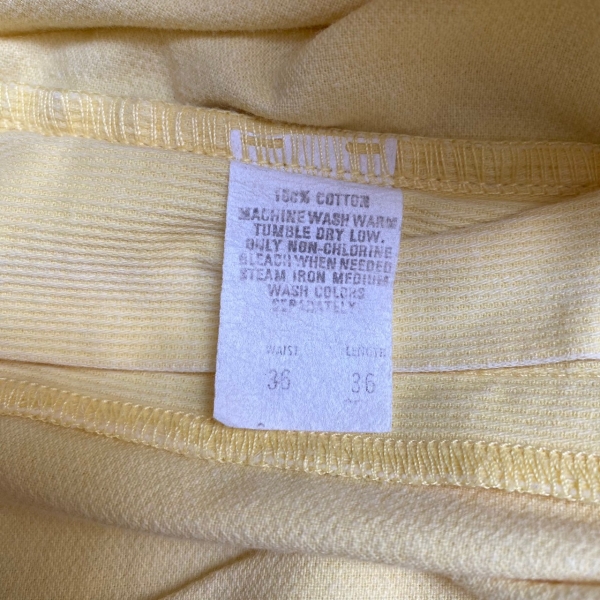 100% COTTON
MACHINE WASH WARM
TUMBLE DRY LOW.
ONLY NON-CHLORINE
BLEACH WHEN NEEDED
STEAM IRON MEDIUM
WASH COLORS
SEPARATELY
WAIST LENGTH
36 36